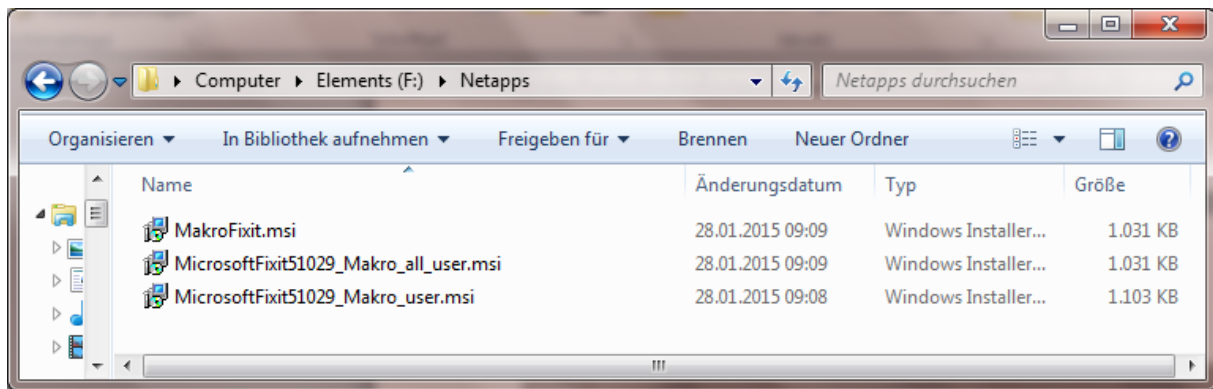 Computer Elements (F:) Netapps Netapps durchsuchen
Organisieren In Bibliothek aufnehmen Freigeben für Brennen Neuer Ordner
Name Änderungsdatum Typ Größe
MakroFixit.msi 28.01.2015 09:09 Windows Installer... 1.031 KB
MicrosoftFixit51029_Makro_all_user.msi 28.01.2015 09:09 Windows Installer... 1.031 KB
MicrosoftFixit51029_Makro_user.msi 28.01.2015 09:08 Windows Installer... 1.103 KB